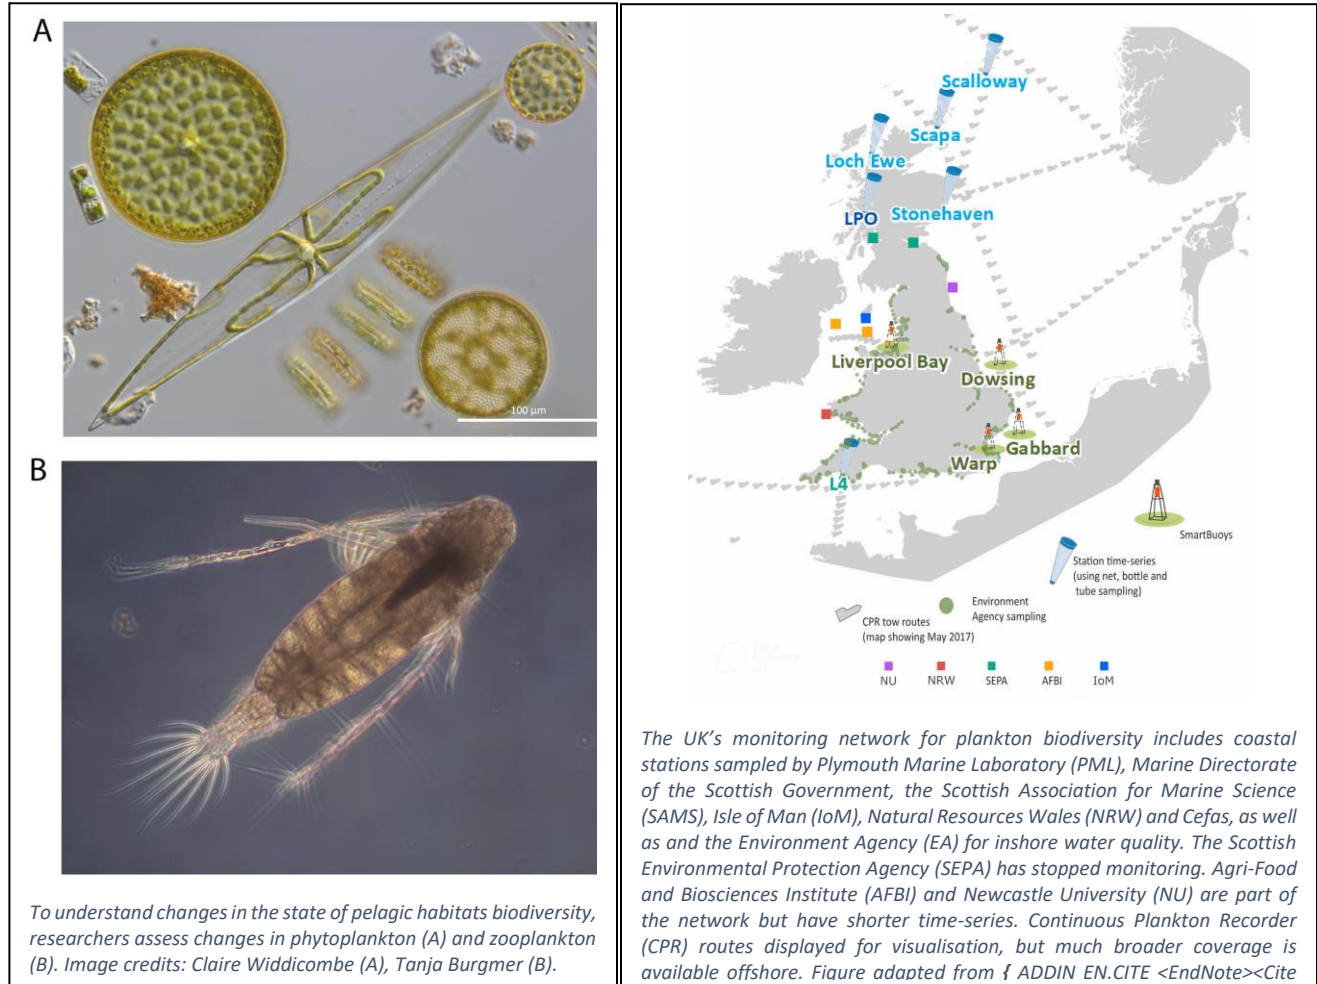 A
100 µm
B
To understand changes in the state of pelagic habitats biodiversity,
researchers assess changes in phytoplankton (A) and zooplankton
(B). Image credits: Claire Widdicombe (A), Tanja Burgmer (B).
Scalloway
Scapa
Loch Ewe
LPO
Stonehaven
Liverpool Bay
Dowsing
Gabbard
Warp
L4
SmartBuoys
Station time-series
(using net, bottle and
tube sampling)
Environment
Agency sampling
CPR tow routes
(map showing May 2017)
NU
NRW
SEPA
AFBI
IoM
The UK's monitoring network for plankton biodiversity includes coastal
stations sampled by Plymouth Marine Laboratory (PML), Marine Directorate
of the Scottish Government, the Scottish Association for Marine Science
(SAMS), Isle of Man (IoM), Natural Resources Wales (NRW) and Cefas, as well
as and the Environment Agency (EA) for inshore water quality. The Scottish
Environmental Protection Agency (SEPA) has stopped monitoring. Agri-Food
and Biosciences Institute (AFBI) and Newcastle University (NU) are part of
the network but have shorter time-series. Continuous Plankton Recorder
(CPR) routes displayed for visualisation, but much broader coverage is
available offshore. Figure adapted from { ADDIN EN.CITE <EndNote><Cite